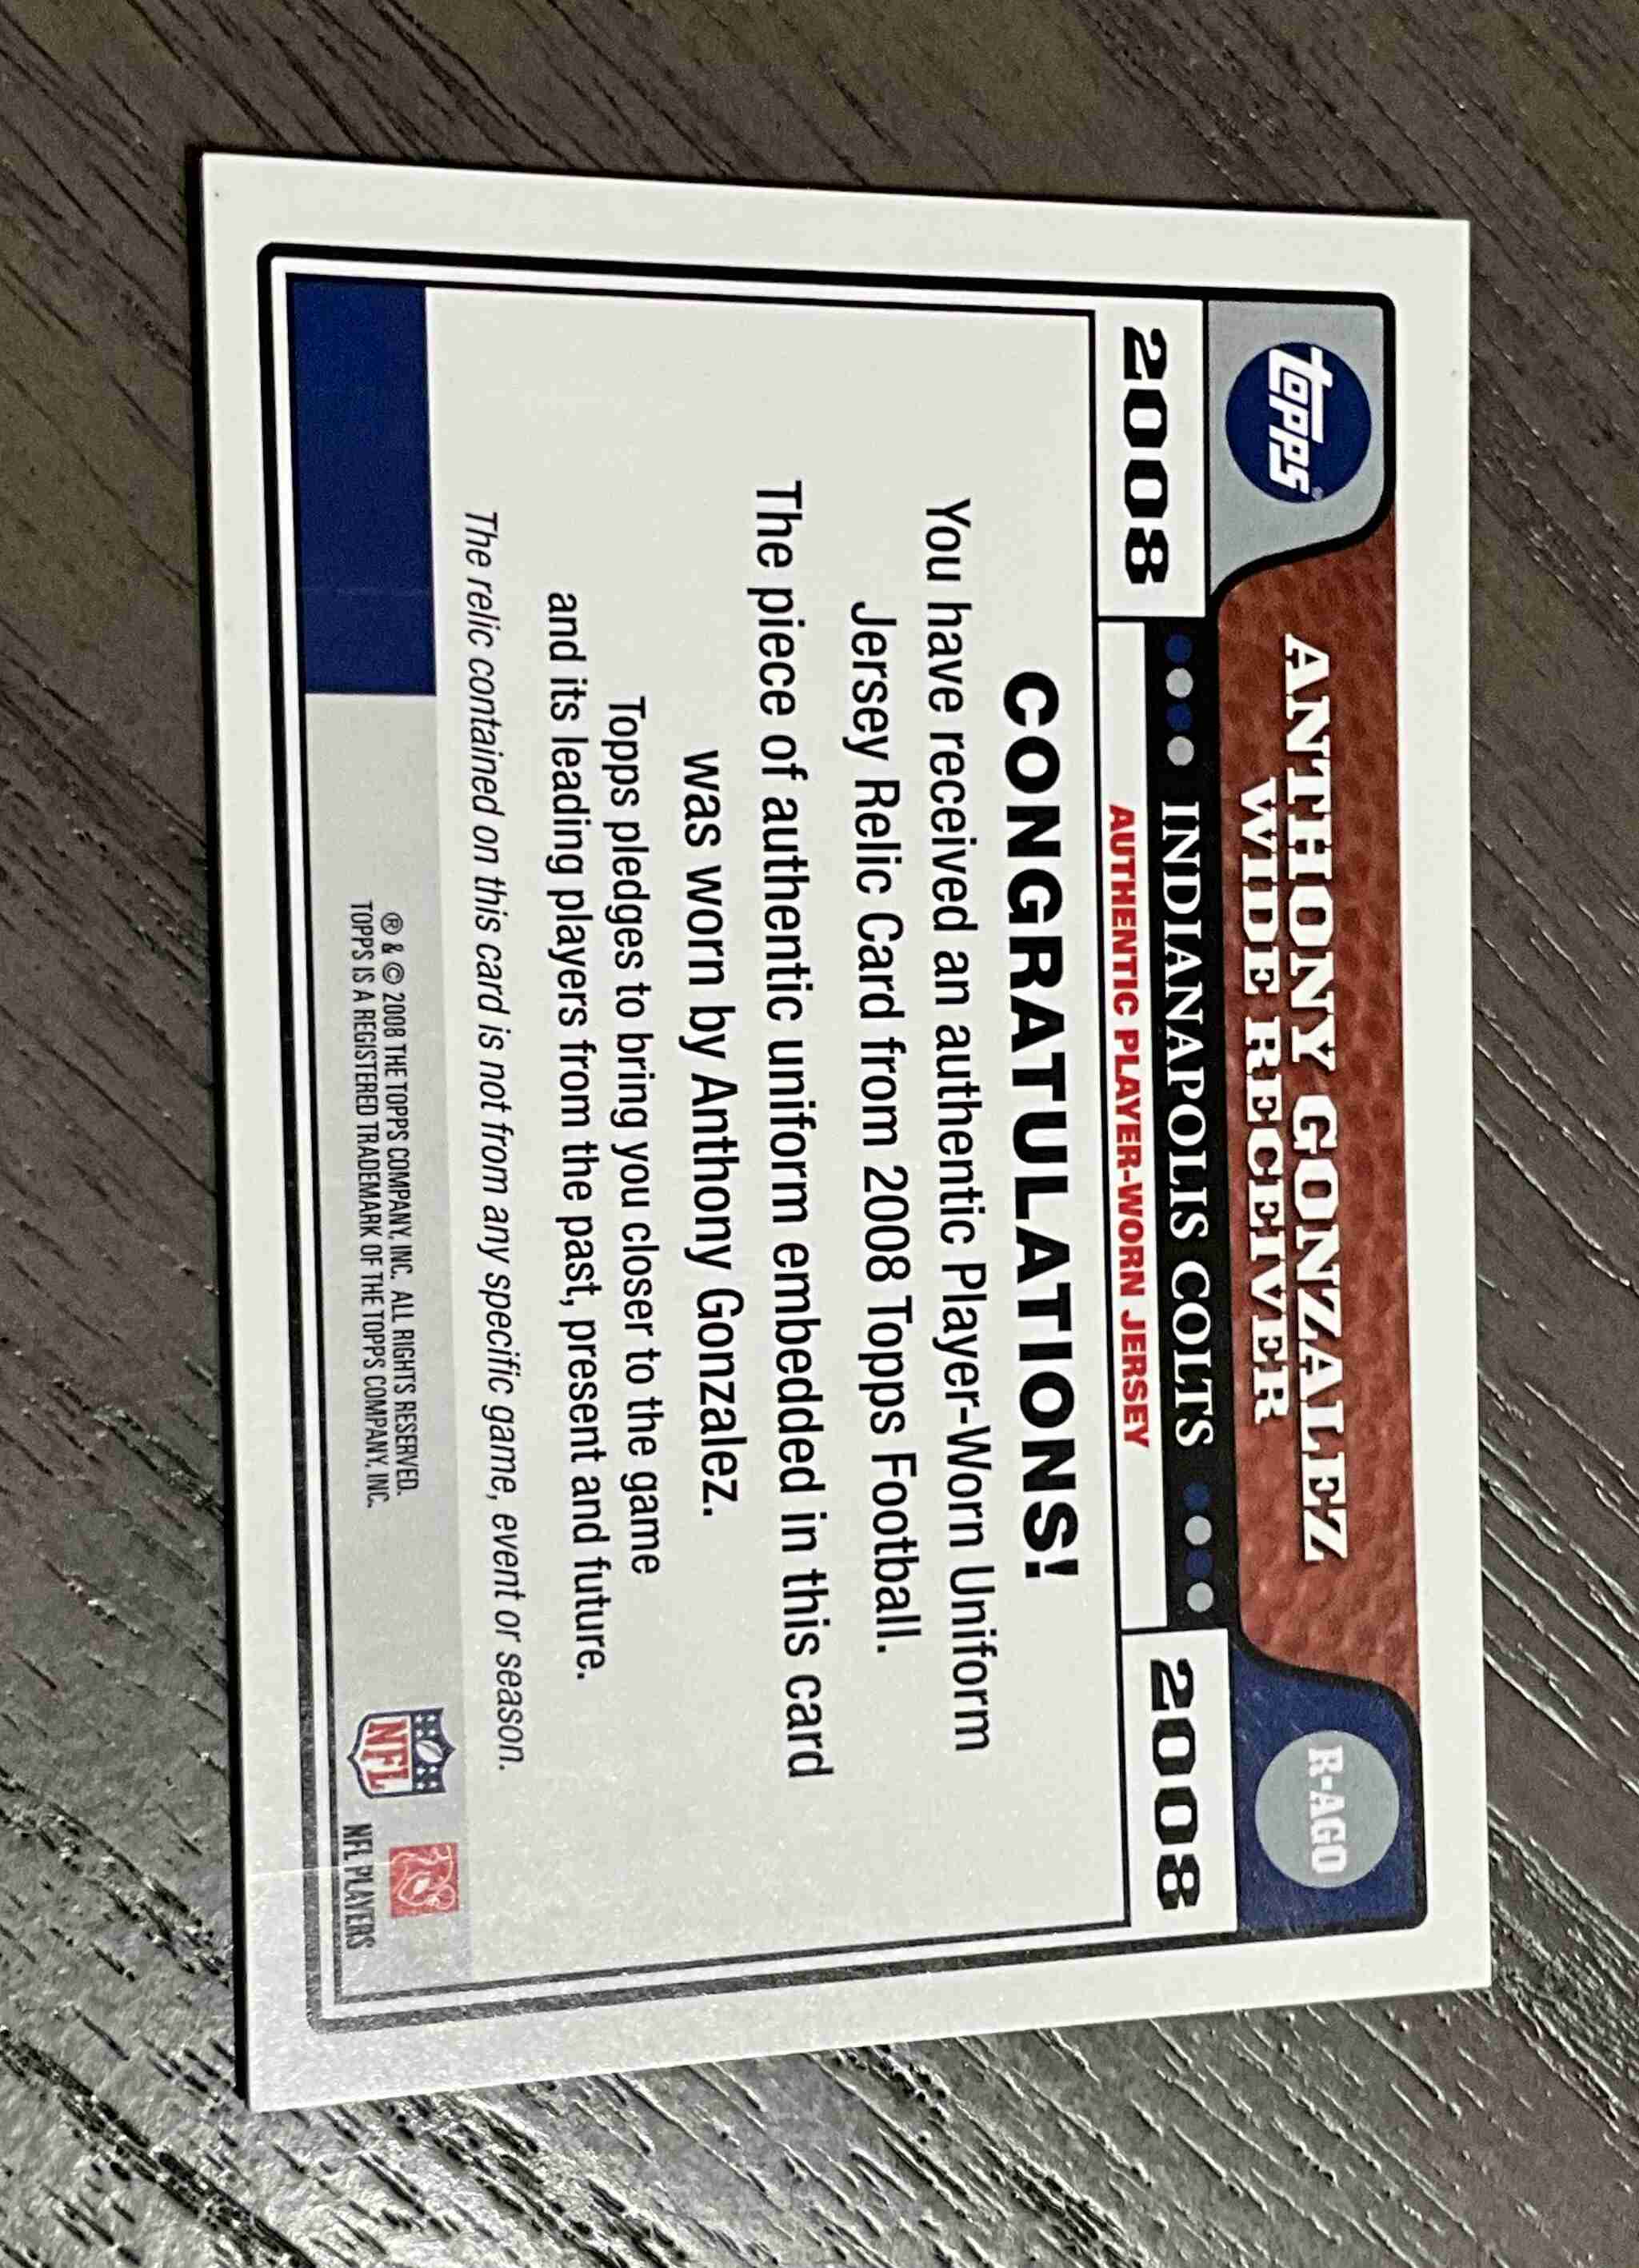 topps®
ANTHONY GONZALEZ
WIDE RECEIVER
R-AGO
2008
INDIANAPOLIS COLTS
2008
AUTHENTIC PLAYER-WORN JERSEY
CONGRATULATIONS!
You have received an authentic Player-Worn Uniform
Jersey Relic Card from 2008 Topps Football.
The piece of authentic uniform embedded in this card
was worn by Anthony Gonzalez.
Topps pledges to bring you closer to the game
and its leading players from the past, present and future.
The relic contained on this card is not from any specific game, event or season.
® & © 2008 THE TOPPS COMPANY, INC. ALL RIGHTS RESERVED.
TOPPS IS A REGISTERED TRADEMARK OF THE TOPPS COMPANY, INC.
NFL
NFL PLAYERS